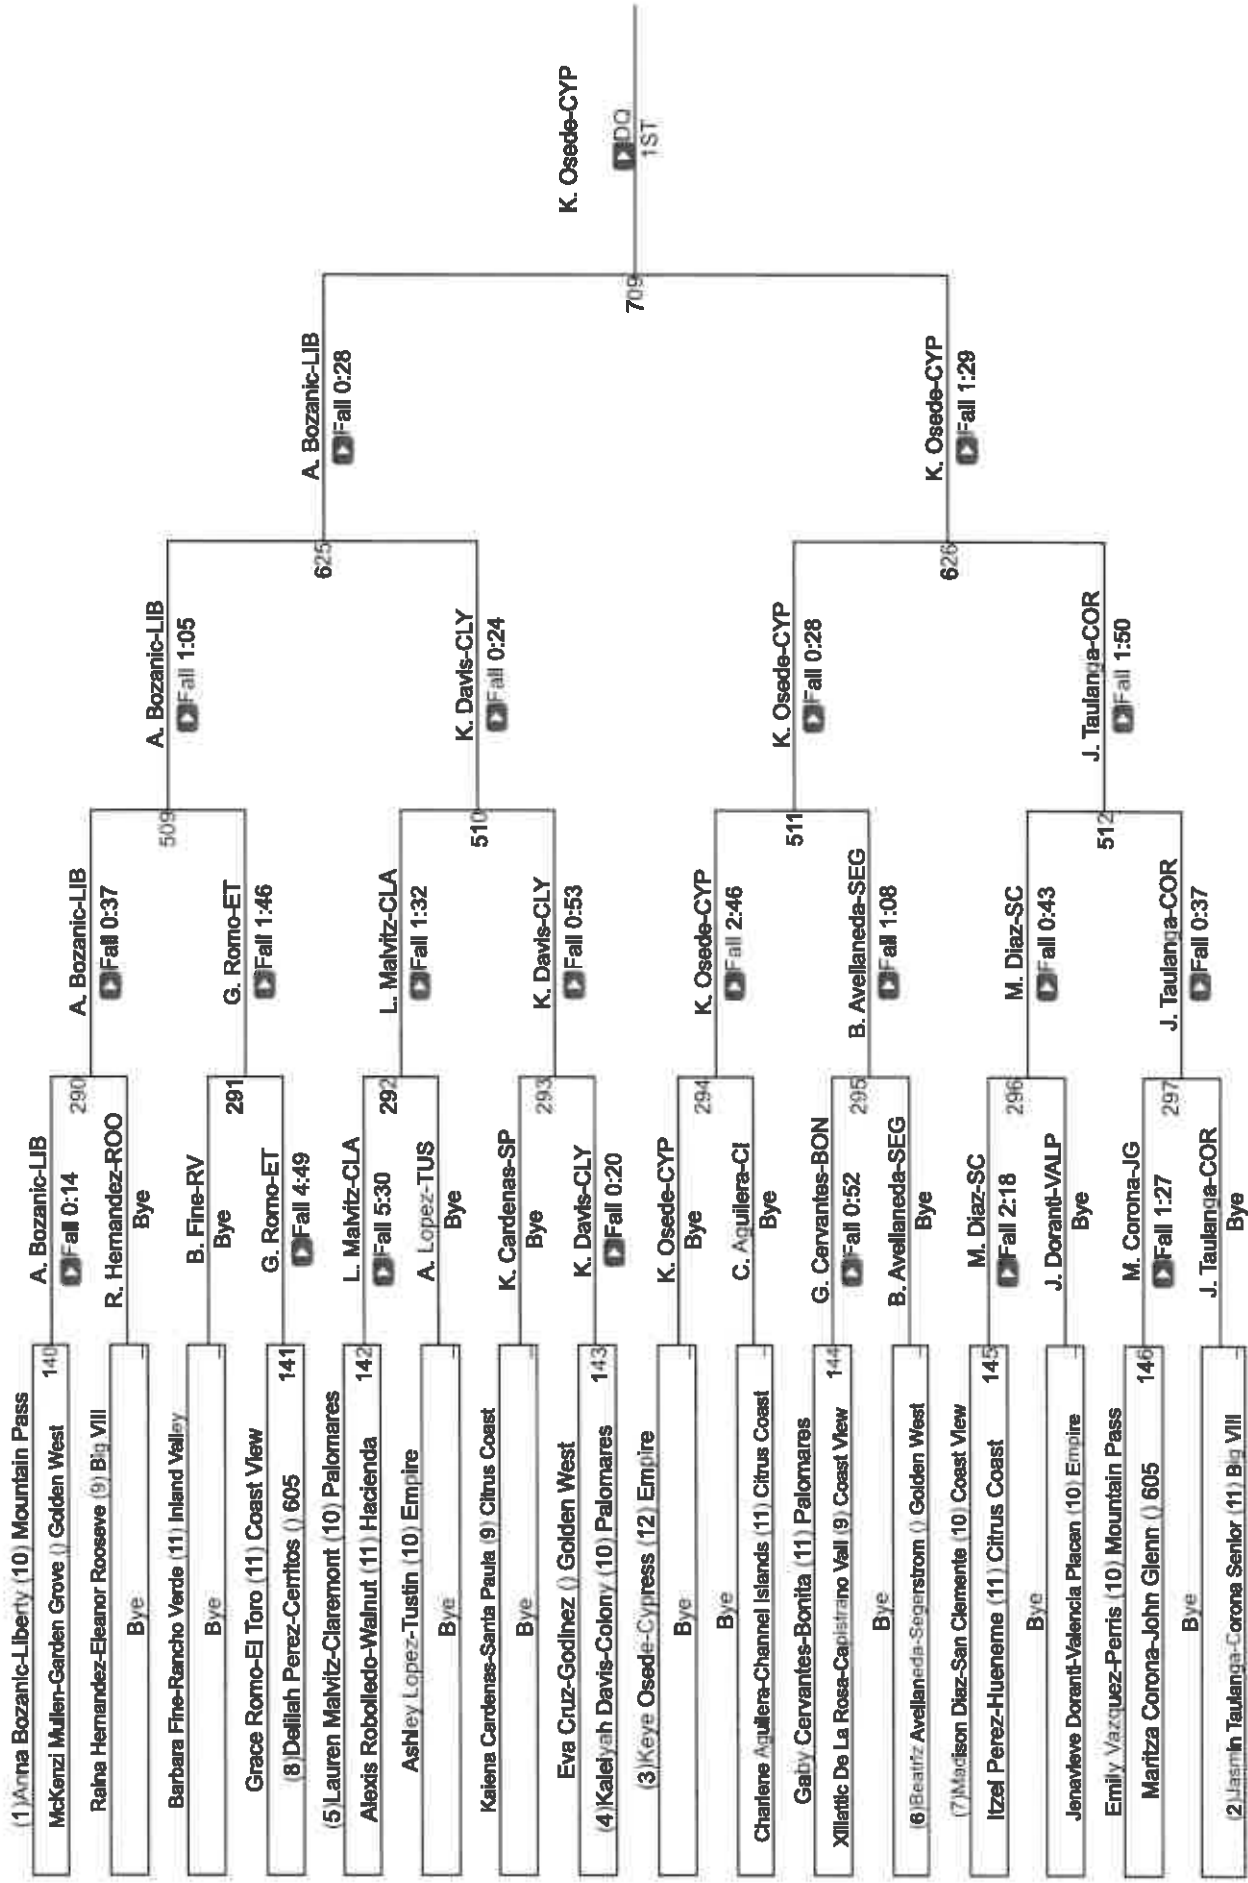 (1)Anna Bozanic-Liberty (10) Mountain Pass
140
McKenzi Mullen-Garden Grove () Golden West
Raina Hernandez-Eleanor Rooseve (9) Big VIII
Bye
Barbara Fine-Rancho Verde (11) Inland Valley
Bye
Grace Romo-El Toro (11) Coast View
141
(8)Delilah Perez-Cerritos () 605
(5)Lauren Malvitz-Claremont (10) Palomares
142
Alexis Robolledo-Walnut (11) Hacienda
Ashley Lopez-Tustin (10) Empire
Bye
Kaiena Cardenas-Santa Paula (9) Citrus Coast
Bye
Eva Cruz-Godinez () Golden West
143
(4)Kaleiyah Davis-Colony (10) Palomares
(3)Keye Osede-Cypress (12) Empire
Bye
Bye
Charlene Aguilera-Channel Islands (11) Citrus Coast
Gaby Cervantes-Bonita (11) Palomares
144
Xillattic De La Rosa-Capistrano Vall (9) Coast View
Bye
(6)Beatriz Avellaneda-Segerstrom () Golden West
(7)Madison Diaz-San Clemente (10) Coast View
145
Itzel Perez-Hueneme (11) Citrus Coast
Bye
Jenavieve Doranti-Valencia Placen (10) Empire
Emily Vazquez-Perris (10) Mountain Pass
146
Maritza Corona-John Glenn () 605
Bye
(2)Jasmin Taulanga-Corona Senior (11) Big VIII
A. Bozanic-LIB
Fall 0:14
290
R. Hernandez-ROO
Bye
B. Fine-RV
Bye
291
G. Romo-ET
Fall 4:49
L. Malvitz-CLA
Fall 5:30
292
A. Lopez-TUS
Bye
K. Cardenas-SP
Bye
293
K. Davis-CLY
Fall 0:20
K. Osede-CYP
Bye
294
C. Aguilera-CI
Bye
G. Cervantes-BON
Fall 0:52
295
B. Avellaneda-SEG
Bye
M. Diaz-SC
Fall 2:18
296
J. Doranti-VALP
Bye
M. Corona-JG
Fall 1:27
297
J. Taulanga-COR
Bye
A. Bozanic-LIB
Fall 0:37
509
G. Romo-ET
Fall 1:46
L. Malvitz-CLA
Fall 1:32
510
K. Davis-CLY
Fall 0:53
K. Osede-CYP
Fall 2:46
511
B. Avellaneda-SEG
Fall 1:08
M. Diaz-SC
Fall 0:43
512
J. Taulanga-COR
Fall 0:37
A. Bozanic-LIB
Fall 1:05
625
K. Davis-CLY
Fall 0:24
K. Osede-CYP
Fall 0:28
626
J. Taulanga-COR
Fall 1:50
A. Bozanic-LIB
Fall 0:28
709
K. Osede-CYP
Fall 1:29
K. Osede-CYP
DQ
1ST